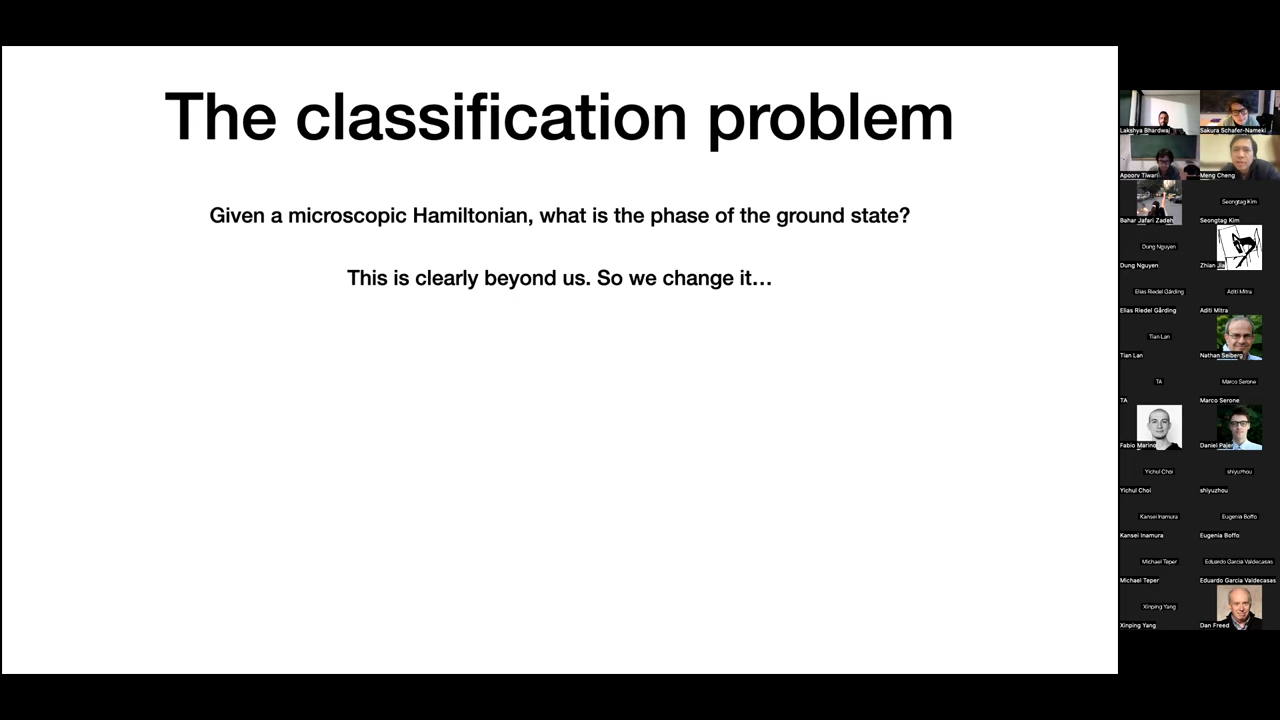 The classification problem
Given a microscopic Hamiltonian, what is the phase of the ground state?
This is clearly beyond us. So we change it…
Lakshya Bhardwaj
Sakura Schafer-Nameki
Apoorv Tiwari
Meng Cheng
Bahar Jafari Zadeh
Seongtag Kim
Seongtag Kim
Dung Nguyen
Dung Nguyen
Zhian Jia
Elias Riedel Gårding
Elias Riedel Gårding
Aditi Mitra
Aditi Mitra
Tian Lan
Tian Lan
Nathan Seiberg
TA
TA
Marco Serone
Marco Serone
Fabio Marino
Daniel Pajer
Yichul Choi
Yichul Choi
shiyuzhou
shiyuzhou
Kansei Inamura
Kansei Inamura
Eugenia Boffo
Eugenia Boffo
Michael Teper
Michael Teper
Eduardo Garcia Valdecasas
Eduardo Garcia Valdecasas
Xinping Yang
Xinping Yang
Dan Freed